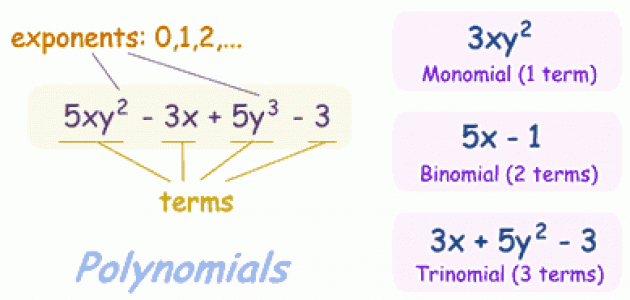 exponents: 0,1,2,...
5xy² - 3x + 5y³ - 3
terms
Polynomials
3xy²
Monomial (1 term)
5x - 1
Binomial (2 terms)
3x + 5y² - 3
Trinomial (3 terms)